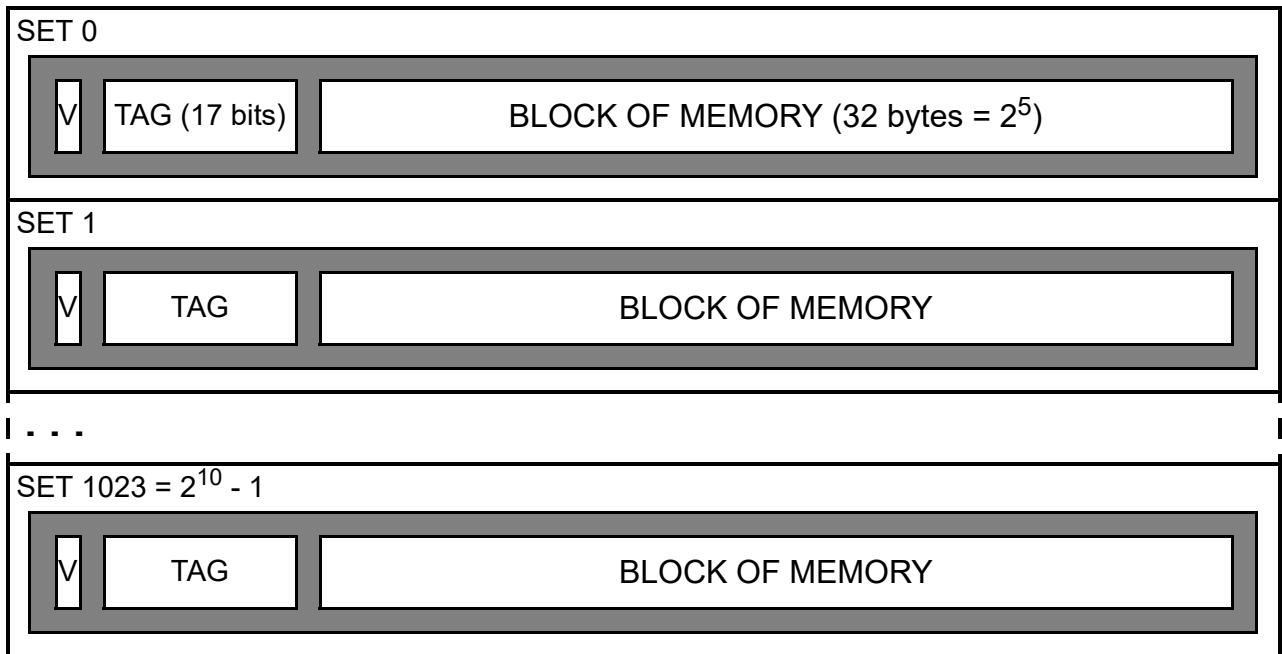 SET 0
V TAG (17 bits) BLOCK OF MEMORY (32 bytes = 2⁵)
SET 1
V TAG BLOCK OF MEMORY
. . .
SET 1023 = 2¹⁰ - 1
V TAG BLOCK OF MEMORY